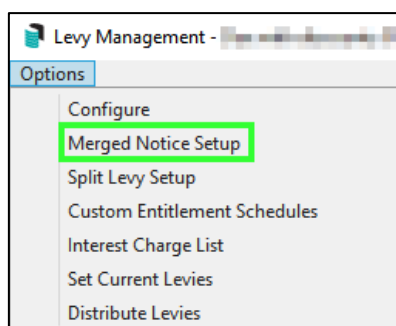 Levy Management -
Options
Configure
Merged Notice Setup
Split Levy Setup
Custom Entitlement Schedules
Interest Charge List
Set Current Levies
Distribute Levies